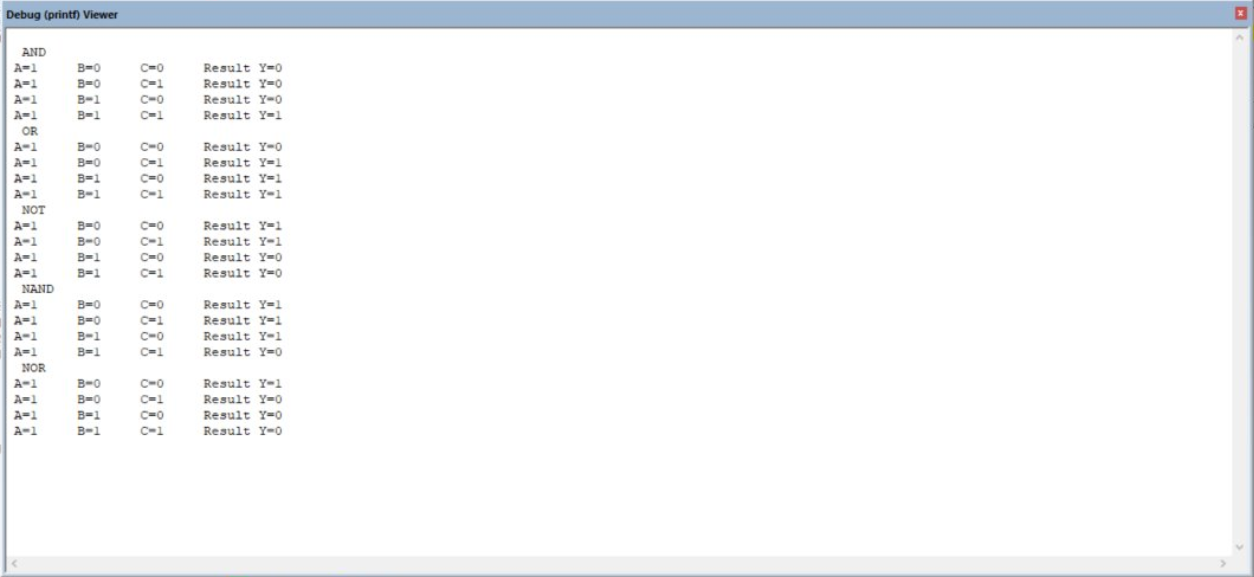 Debug (printf) Viewer
AND
A=1 B=0 C=0 Result Y=0
A=1 B=0 C=1 Result Y=0
A=1 B=1 C=0 Result Y=0
A=1 B=1 C=1 Result Y=1
OR
A=1 B=0 C=0 Result Y=0
A=1 B=0 C=1 Result Y=1
A=1 B=1 C=0 Result Y=1
A=1 B=1 C=1 Result Y=1
NOT
A=1 B=0 C=0 Result Y=1
A=1 B=0 C=1 Result Y=1
A=1 B=1 C=0 Result Y=0
A=1 B=1 C=1 Result Y=0
NAND
A=1 B=0 C=0 Result Y=1
A=1 B=0 C=1 Result Y=1
A=1 B=1 C=0 Result Y=1
A=1 B=1 C=1 Result Y=0
NOR
A=1 B=0 C=0 Result Y=1
A=1 B=0 C=1 Result Y=0
A=1 B=1 C=0 Result Y=0
A=1 B=1 C=1 Result Y=0